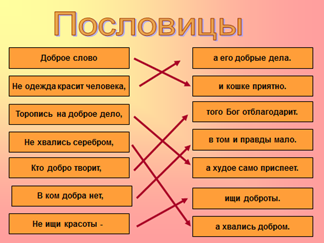 Пословицы
Доброе слово
Не одежда красит человека,
Торопись на доброе дело,
Не хвались серебром,
Кто добро творит,
В ком добра нет,
Не ищи красоты -
а его добрые дела.
и кошке приятно.
того Бог отблагодарит.
в том и правды мало.
а худое само приспеет.
ищи доброты.
а хвались добром.